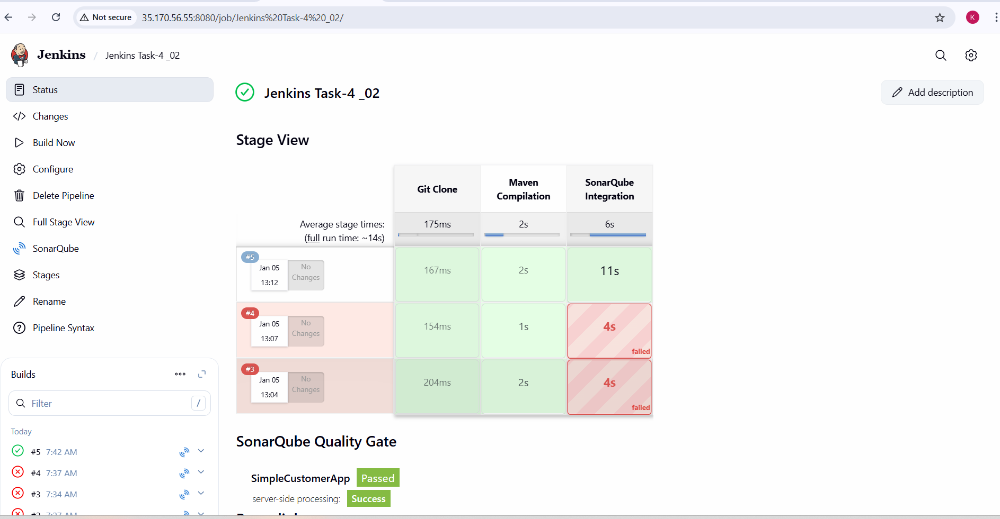 Not secure
35.170.56.55:8080/job/Jenkins%20Task-4%20_02/
K
Jenkins / Jenkins Task-4 _02
Status
Changes
Build Now
Configure
Delete Pipeline
Full Stage View
SonarQube
Stages
Rename
Pipeline Syntax
Builds
Filter
/
Today
#5 7:42 AM
#4 7:37 AM
#3 7:34 AM
#2 7:27 AM
Jenkins Task-4 _02
Add description
Stage View
Git Clone
Maven
Compilation
SonarQube
Integration
Average stage times:
(full run time: ~14s)
175ms
2s
6s
#5
Jan 05
13:12
No
Changes
167ms
2s
11s
#4
Jan 05
13:07
No
Changes
154ms
1s
4s
failed
#3
Jan 05
13:04
No
Changes
204ms
2s
4s
failed
SonarQube Quality Gate
SimpleCustomerApp Passed
server-side processing: Success